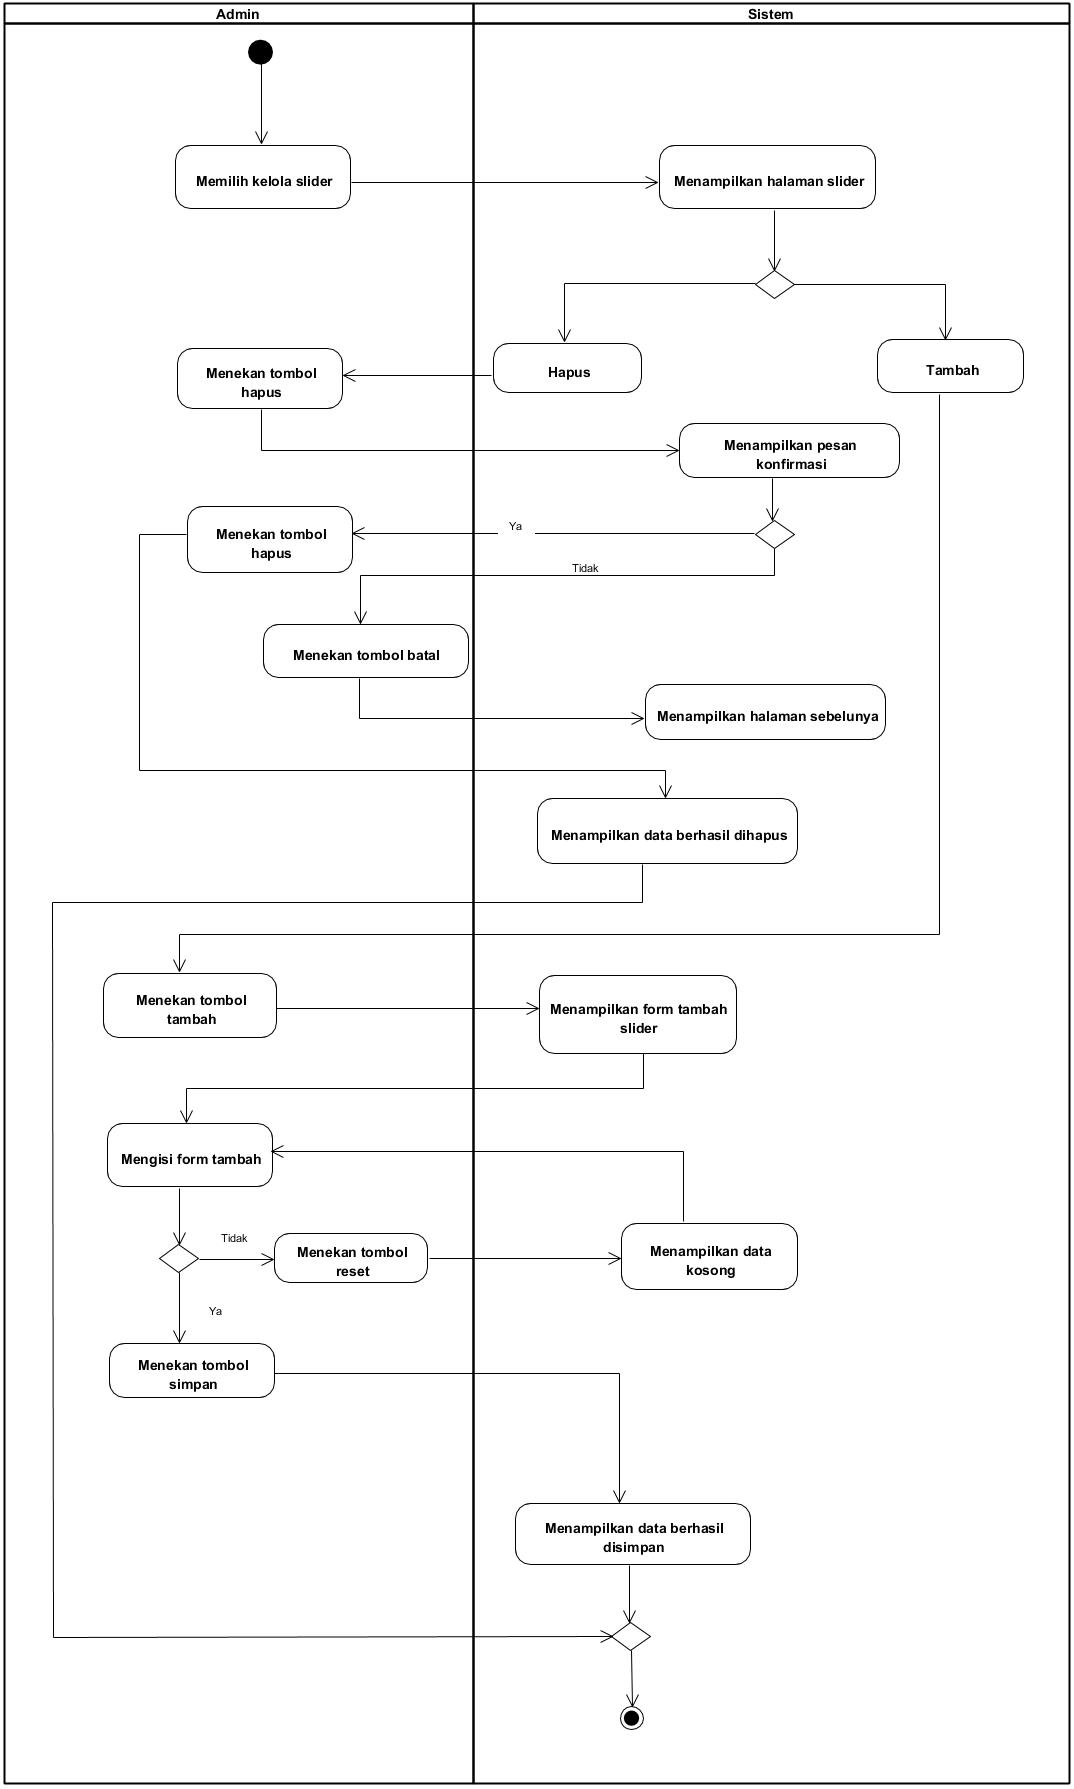 Admin
Sistem
Memilih kelola slider
Menampilkan halaman slider
Hapus
Tambah
Menekan tombol
hapus
Menampilkan pesan
konfirmasi
Ya
Menekan tombol
hapus
Tidak
Menekan tombol batal
Menampilkan halaman sebelunya
Menampilkan data berhasil dihapus
Menekan tombol
tambah
Menampilkan form tambah
slider
Mengisi form tambah
Tidak
Menekan tombol
reset
Menampilkan data
kosong
Ya
Menekan tombol
simpan
Menampilkan data berhasil
disimpan